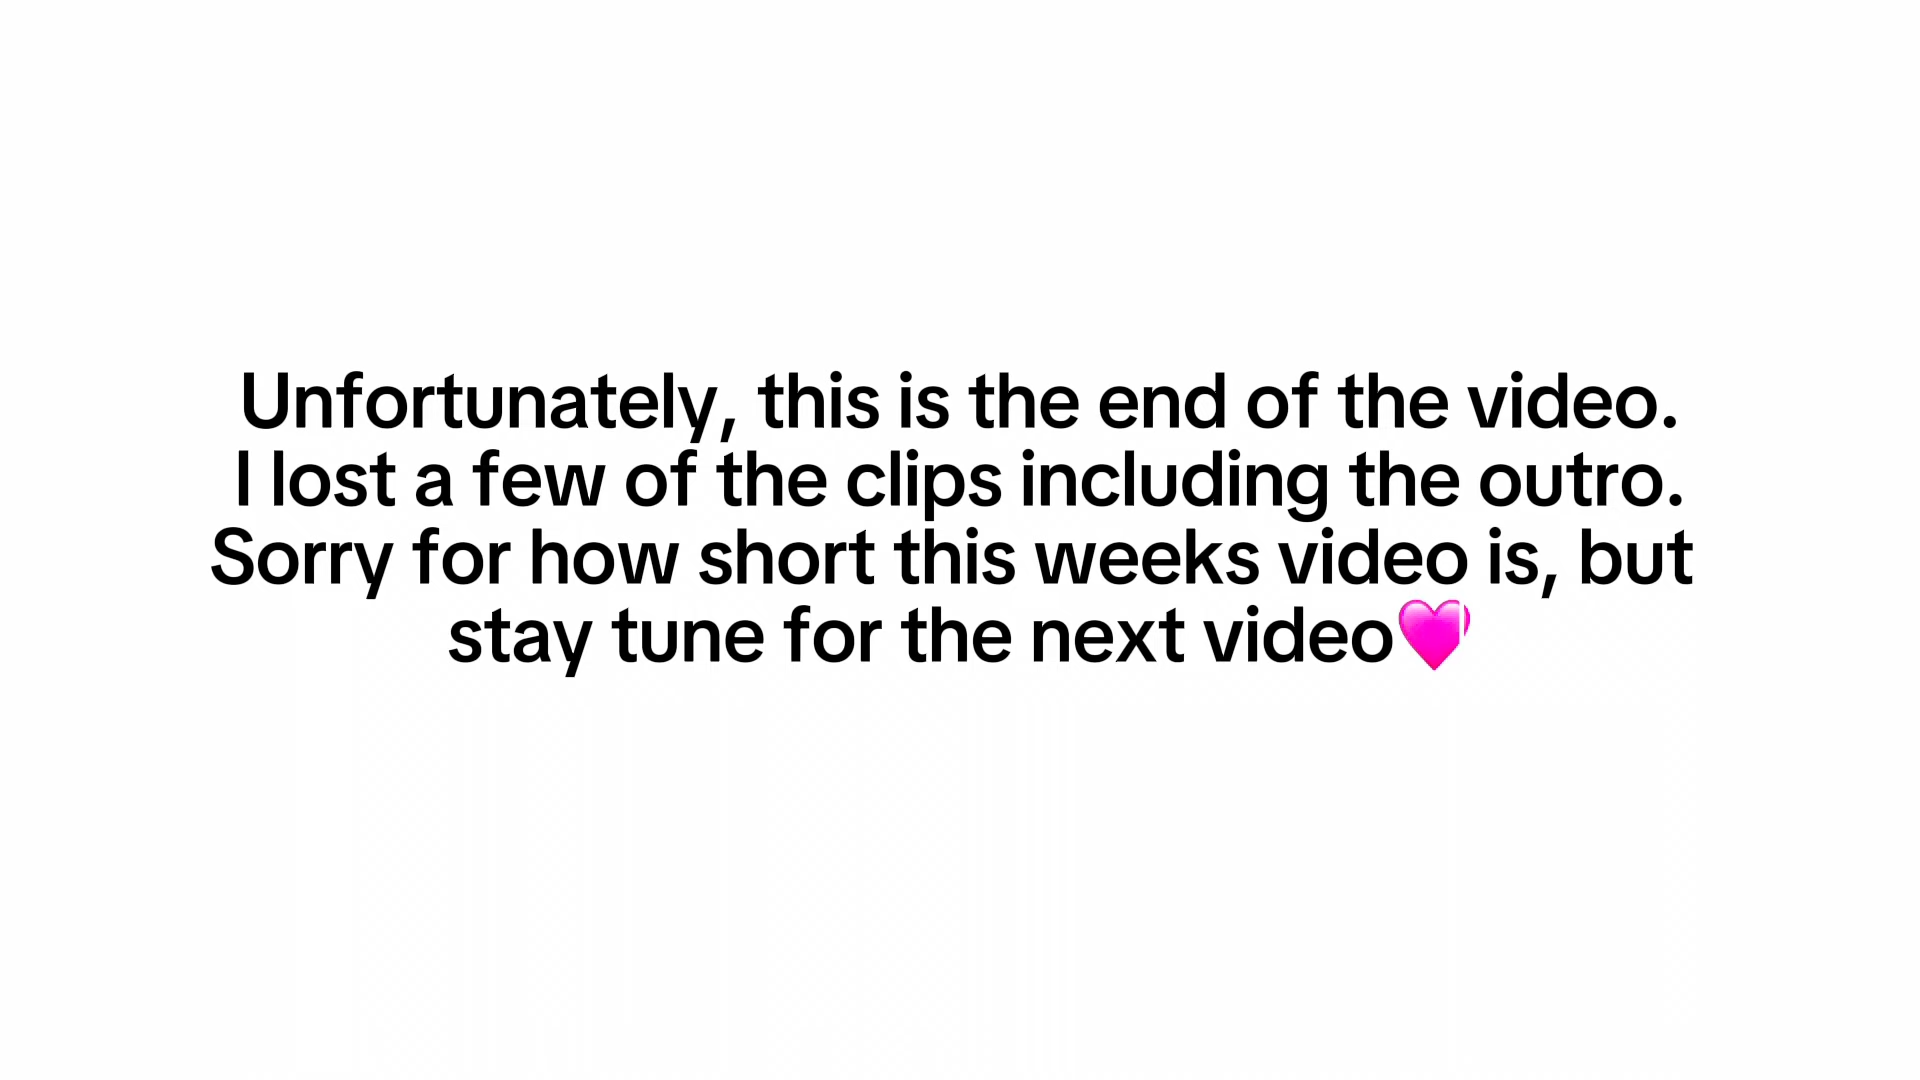 Unfortunately, this is the end of the video.
I lost a few of the clips including the outro.
Sorry for how short this weeks video is, but
stay tune for the next video🩷